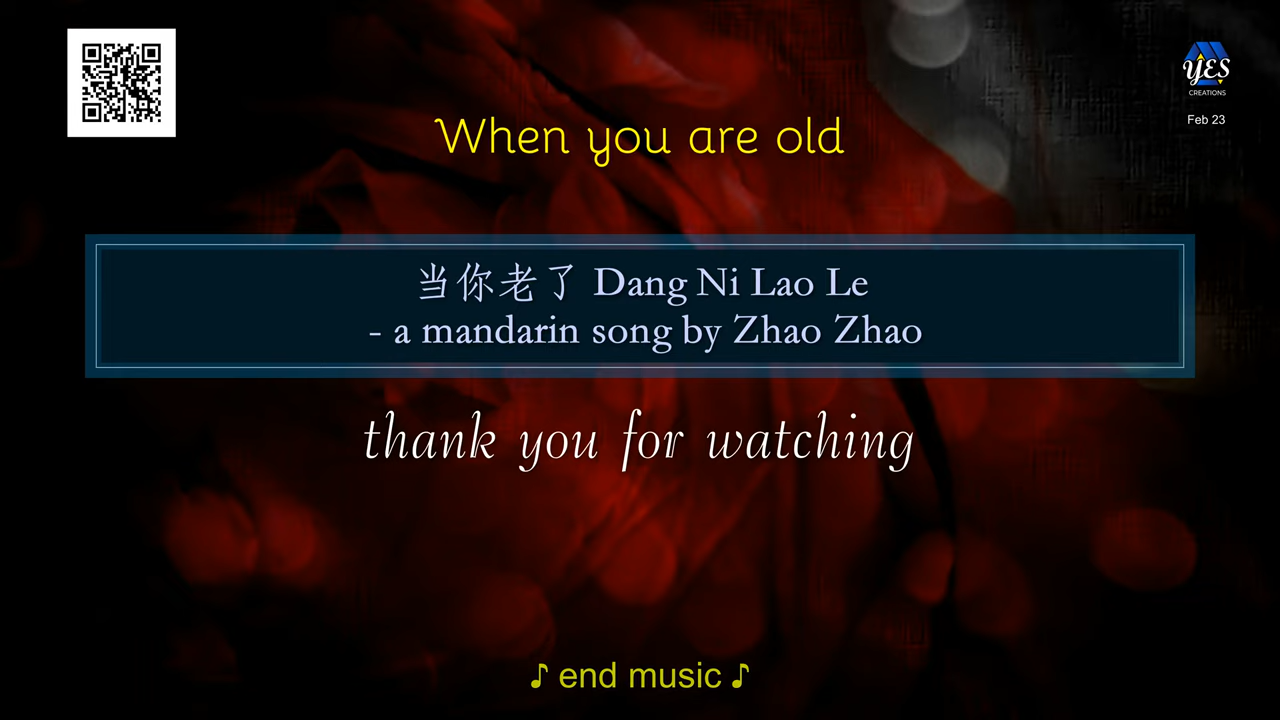 YES
CREATIONS
Feb 23
When you are old
当你老了 Dang Ni Lao Le
- a mandarin song by Zhao Zhao
thank you for watching
♪ end music ♪